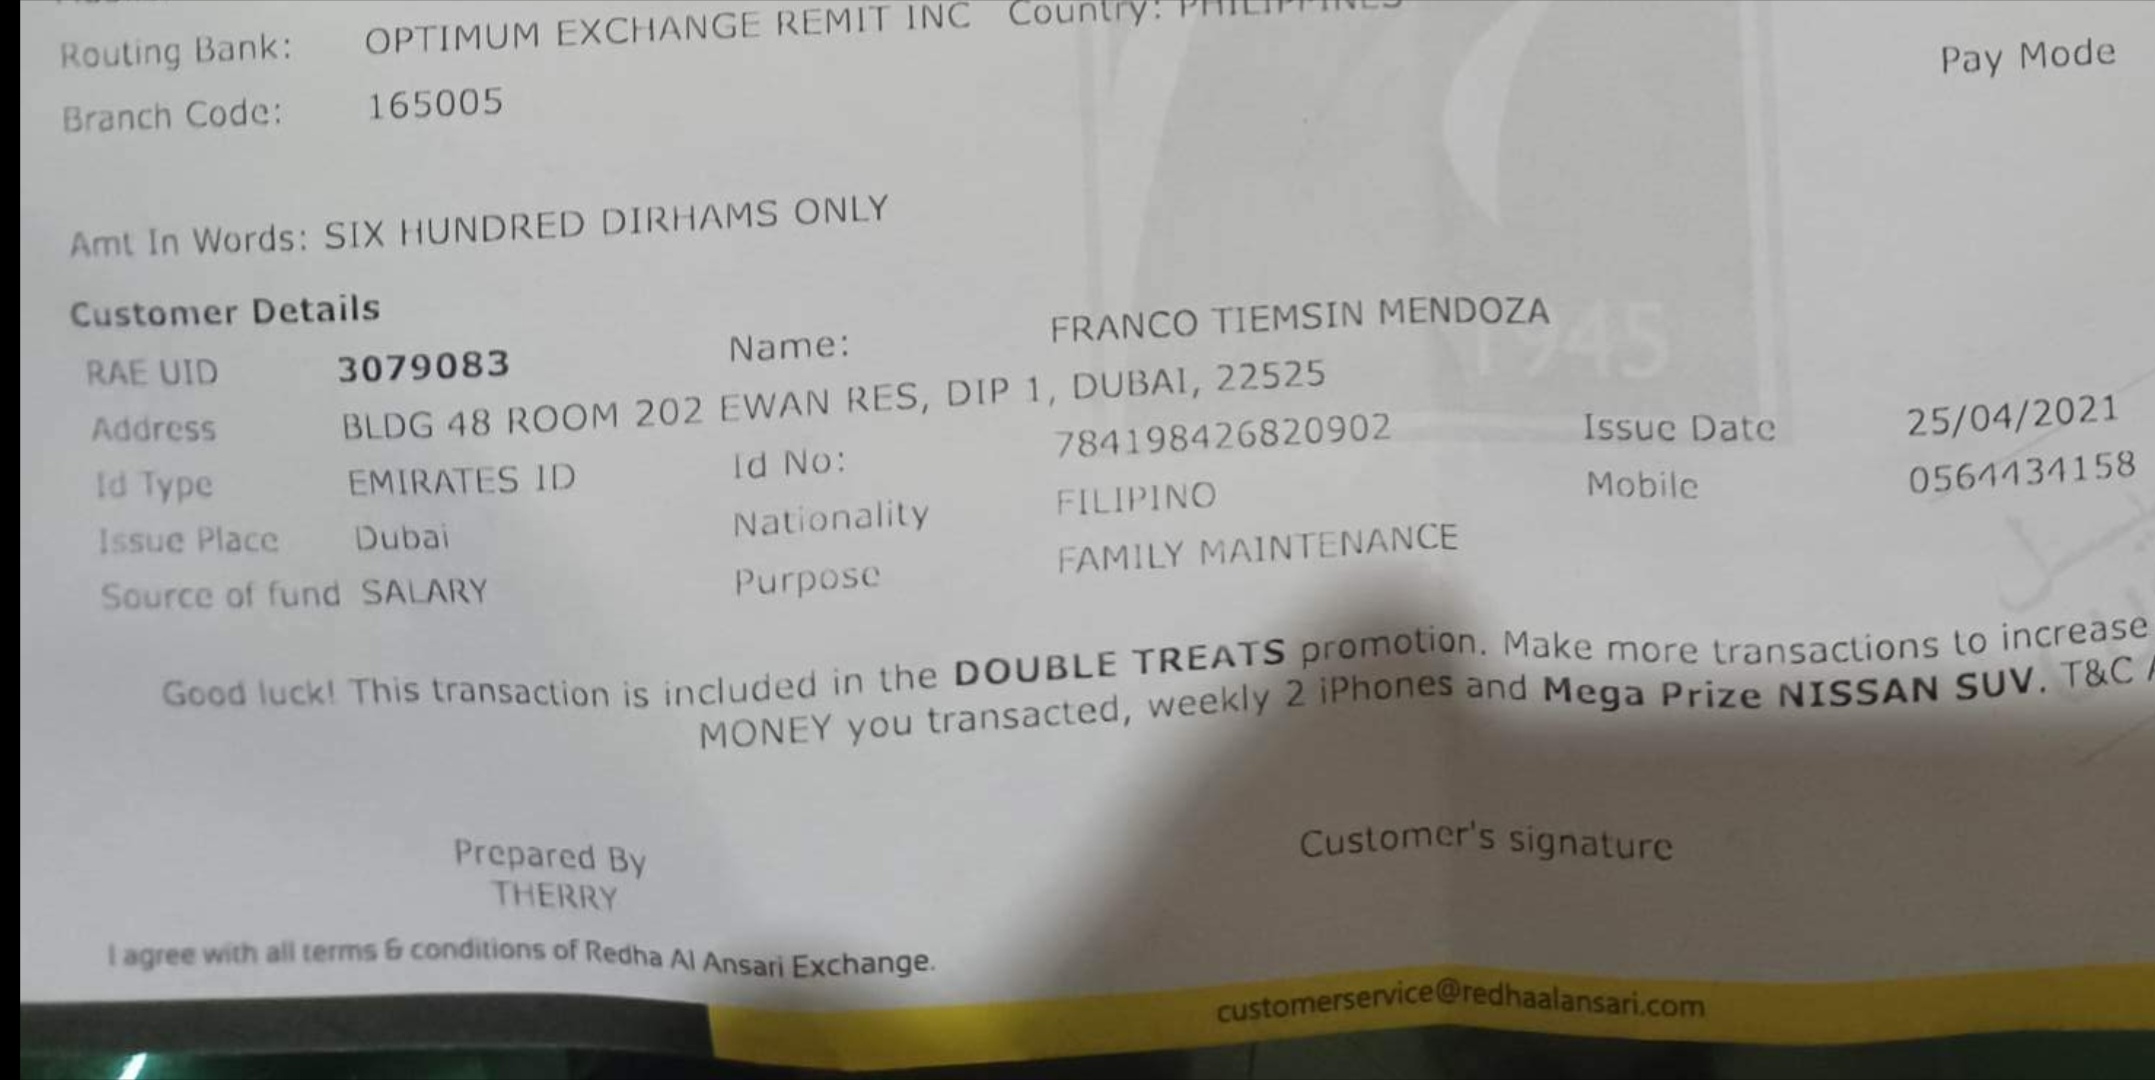 Routing Bank: OPTIMUM EXCHANGE REMIT INC Country: PHILIPPINES
Pay Mode
Branch Code: 165005
Amt In Words: SIX HUNDRED DIRHAMS ONLY
Customer Details
RAE UID 3079083 Name: FRANCO TIEMSIN MENDOZA
Address BLDG 48 ROOM 202 EWAN RES, DIP 1, DUBAI, 22525
Id Type EMIRATES ID Id No: 784198426820902 Issue Date 25/04/2021
Issue Place Dubai Nationality FILIPINO Mobile 0564434158
Source of fund SALARY Purpose FAMILY MAINTENANCE
Good luck! This transaction is included in the DOUBLE TREATS promotion. Make more transactions to increase
MONEY you transacted, weekly 2 iPhones and Mega Prize NISSAN SUV. T&C
Prepared By
THERRY
Customer's signature
I agree with all terms & conditions of Redha Al Ansari Exchange.
customerservice@redhaalansari.com
1945